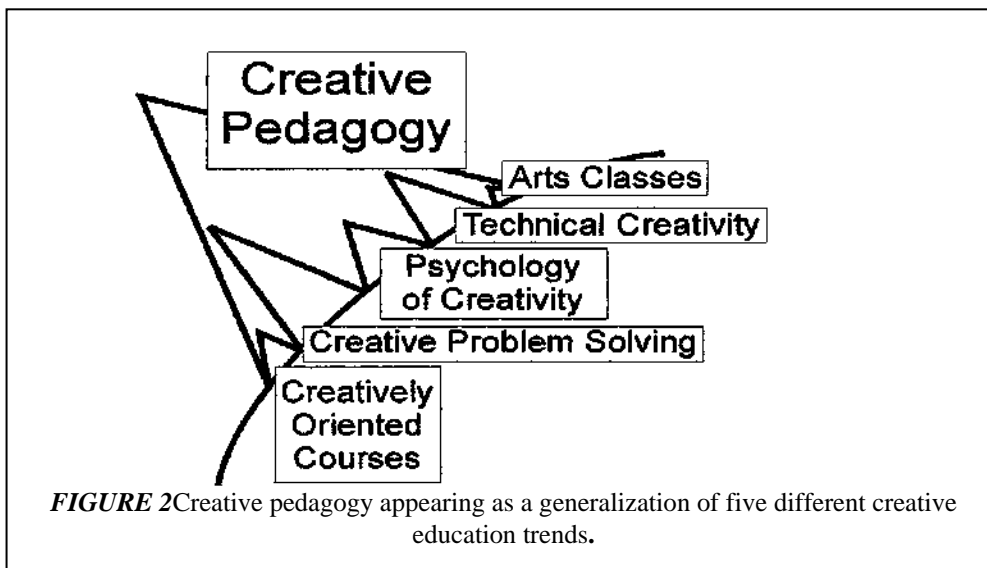 Creative
Pedagogy
Arts Classes
Technical Creativity
Psychology
of Creativity
Creative Problem Solving
Creatively
Oriented
Courses
FIGURE 2Creative pedagogy appearing as a generalization of five different creative
education trends.